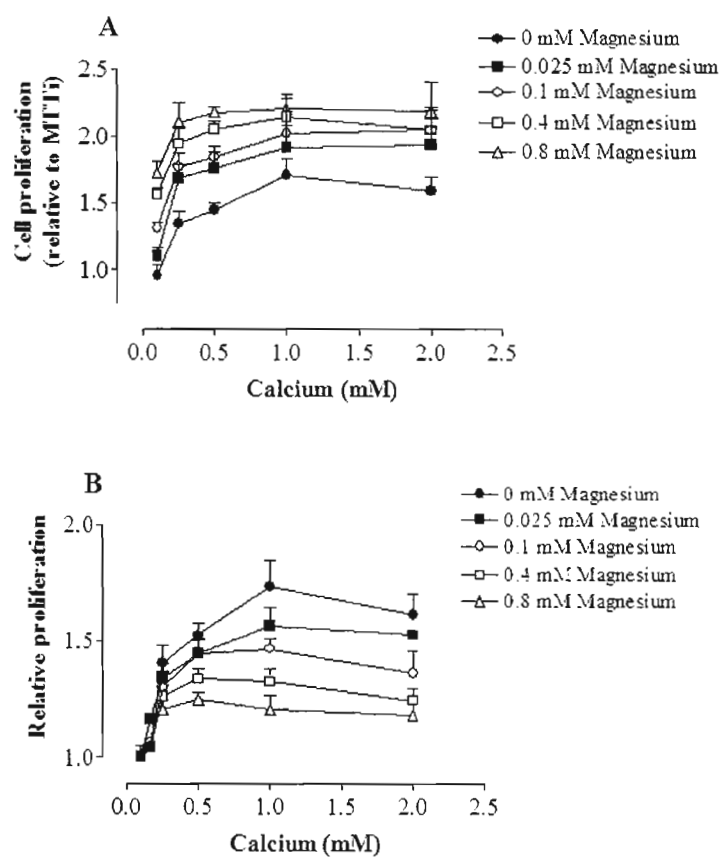 A
0 mM Magnesium
0.025 mM Magnesium
0.1 mM Magnesium
0.4 mM Magnesium
0.8 mM Magnesium
Cell proliferation
(relative to MTTi)
2.5
2.0
1.5
1.0
0.0 0.5 1.0 1.5 2.0 2.5
Calcium (mM)
B
0 mM Magnesium
0.025 mM Magnesium
0.1 mM Magnesium
0.4 mM Magnesium
0.8 mM Magnesium
Relative proliferation
2.0
1.5
1.0
0.0 0.5 1.0 1.5 2.0 2.5
Calcium (mM)